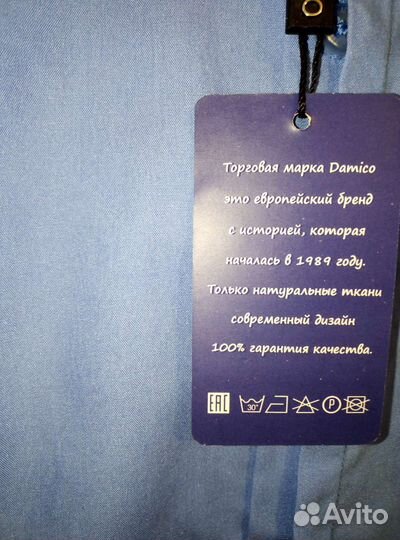 Торговая марка Damico
это европейский бренд
с историей, которая
началась в 1989 году.
Только натуральные ткани
современный дизайн
100% гарантия качества.
EAC 30° P
Avito